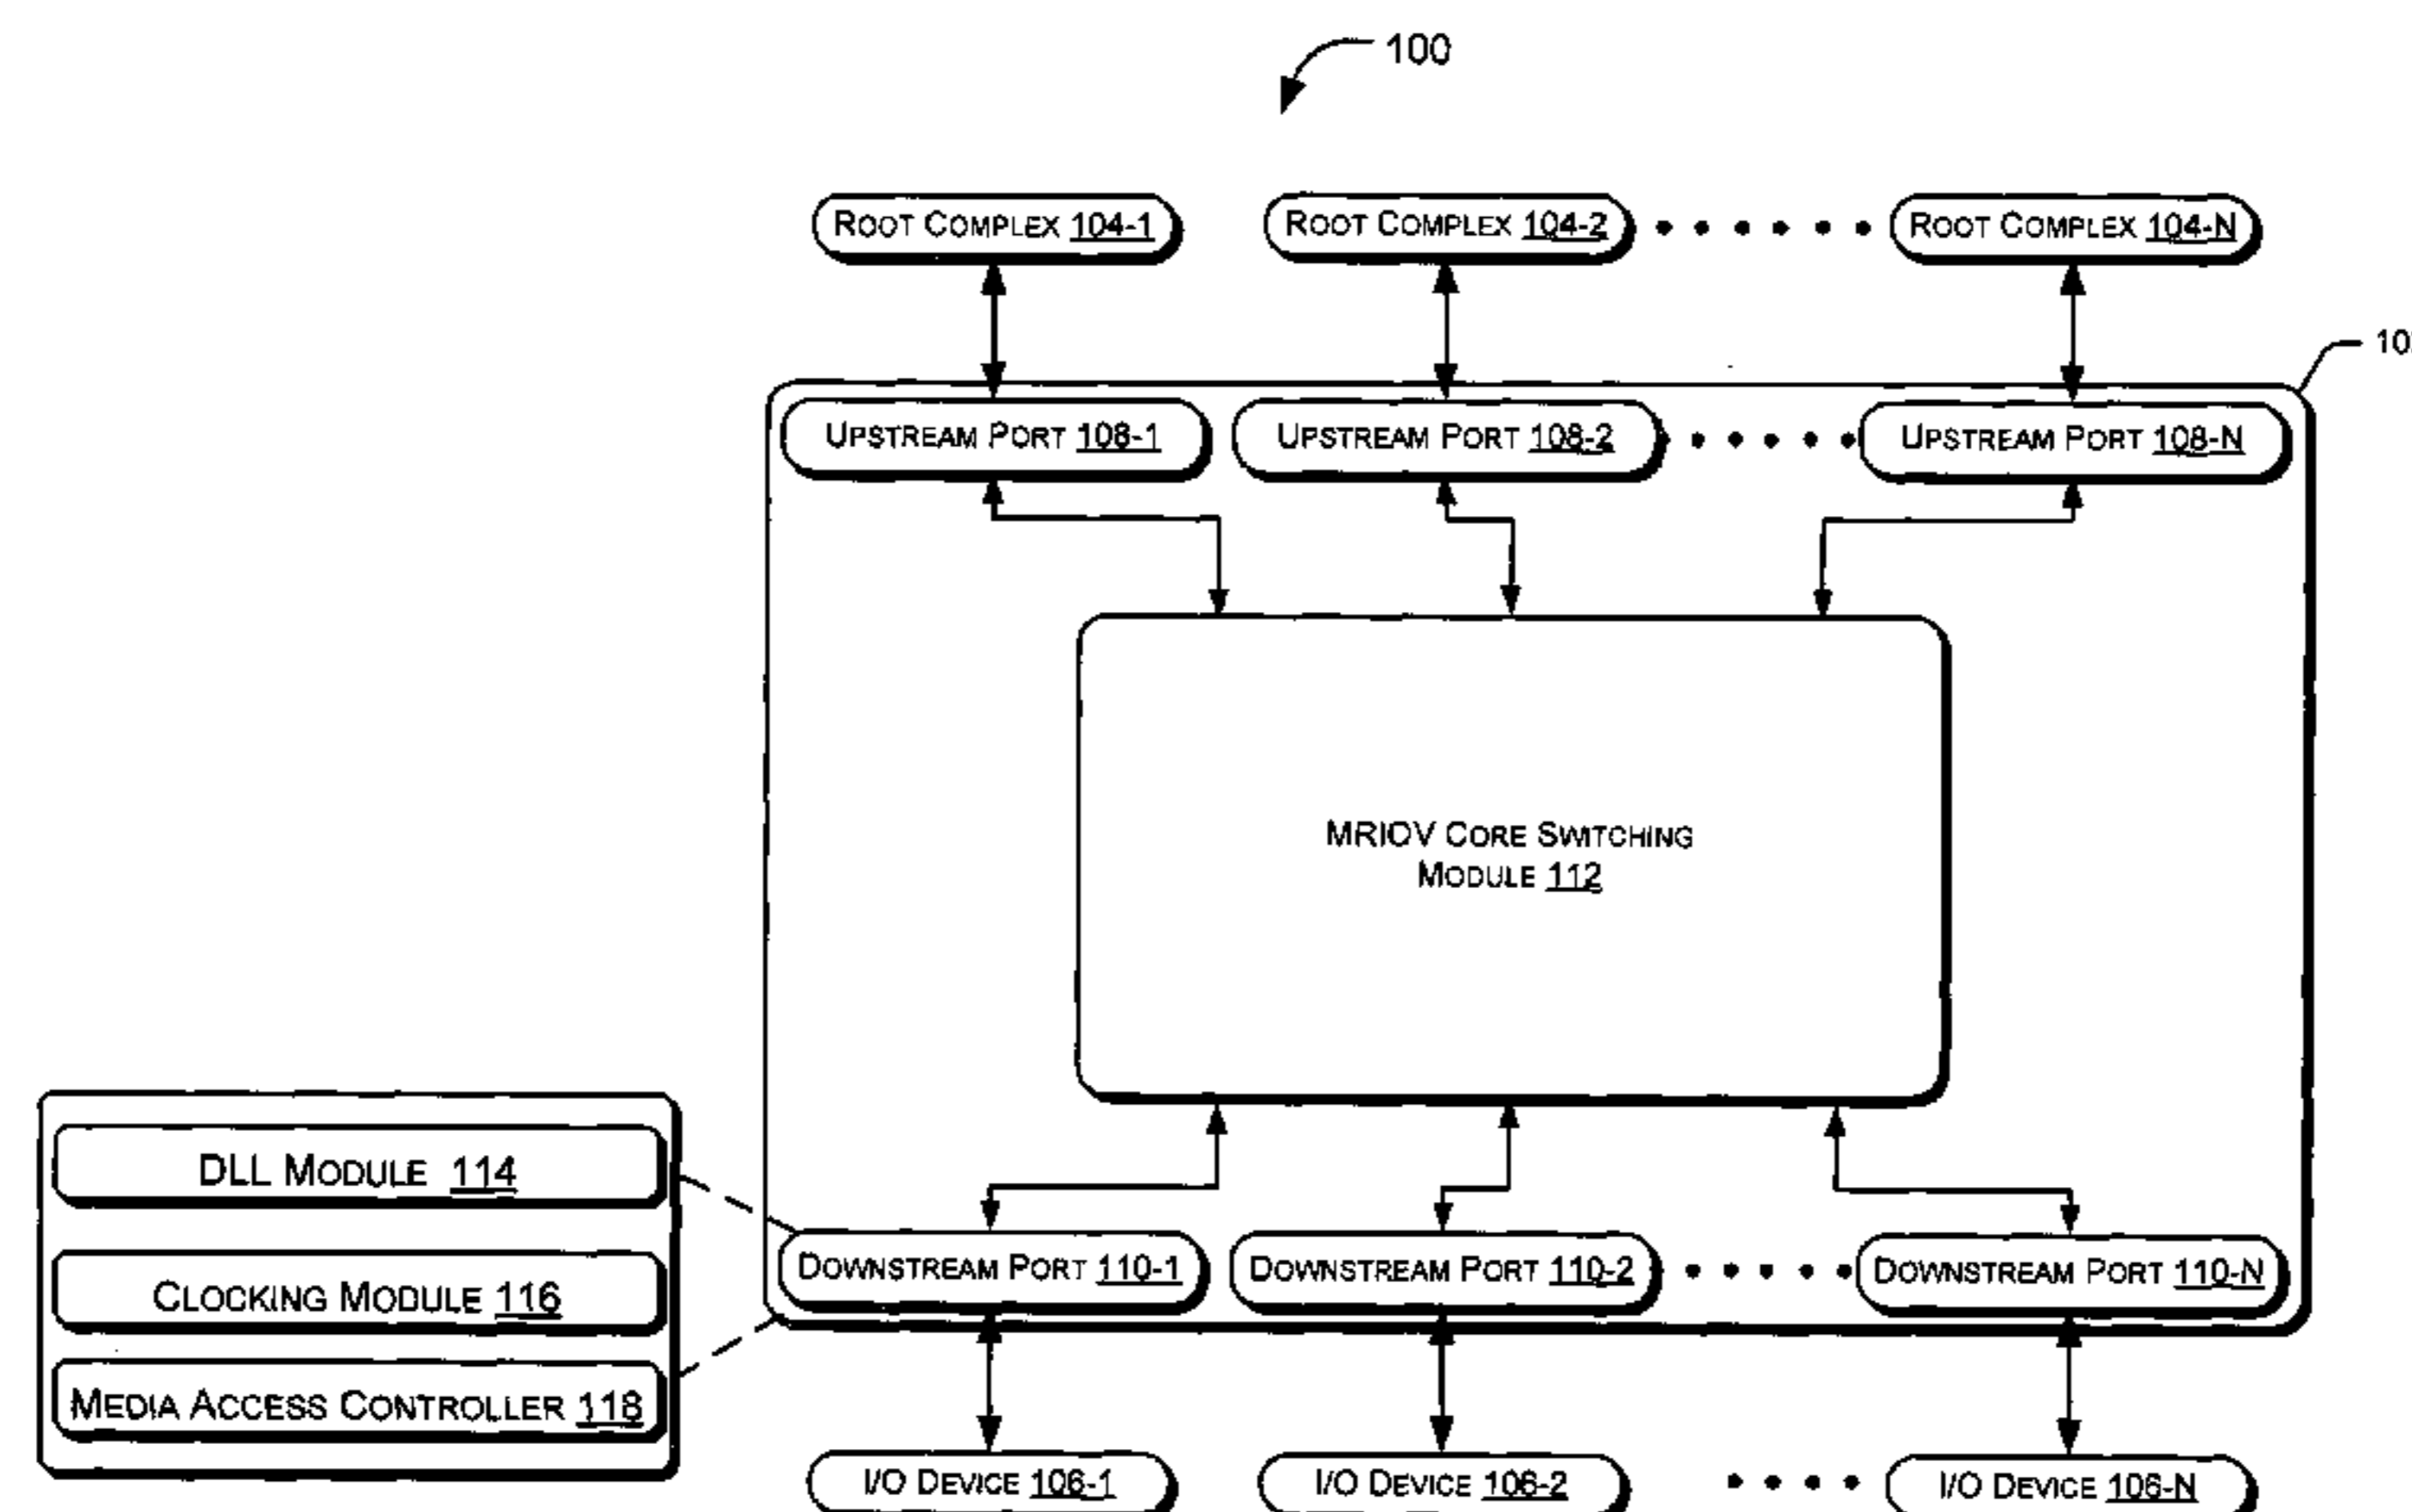 100
ROOT COMPLEX 104-1
ROOT COMPLEX 104-2
ROOT COMPLEX 104-N
UPSTREAM PORT 108-1
UPSTREAM PORT 108-2
UPSTREAM PORT 108-N
MRIOV CORE SWITCHING
MODULE 112
DLL MODULE 114
CLOCKING MODULE 116
MEDIA ACCESS CONTROLLER 118
DOWNSTREAM PORT 110-1
DOWNSTREAM PORT 110-2
DOWNSTREAM PORT 110-N
I/O DEVICE 106-1
I/O DEVICE 106-2
I/O DEVICE 106-N